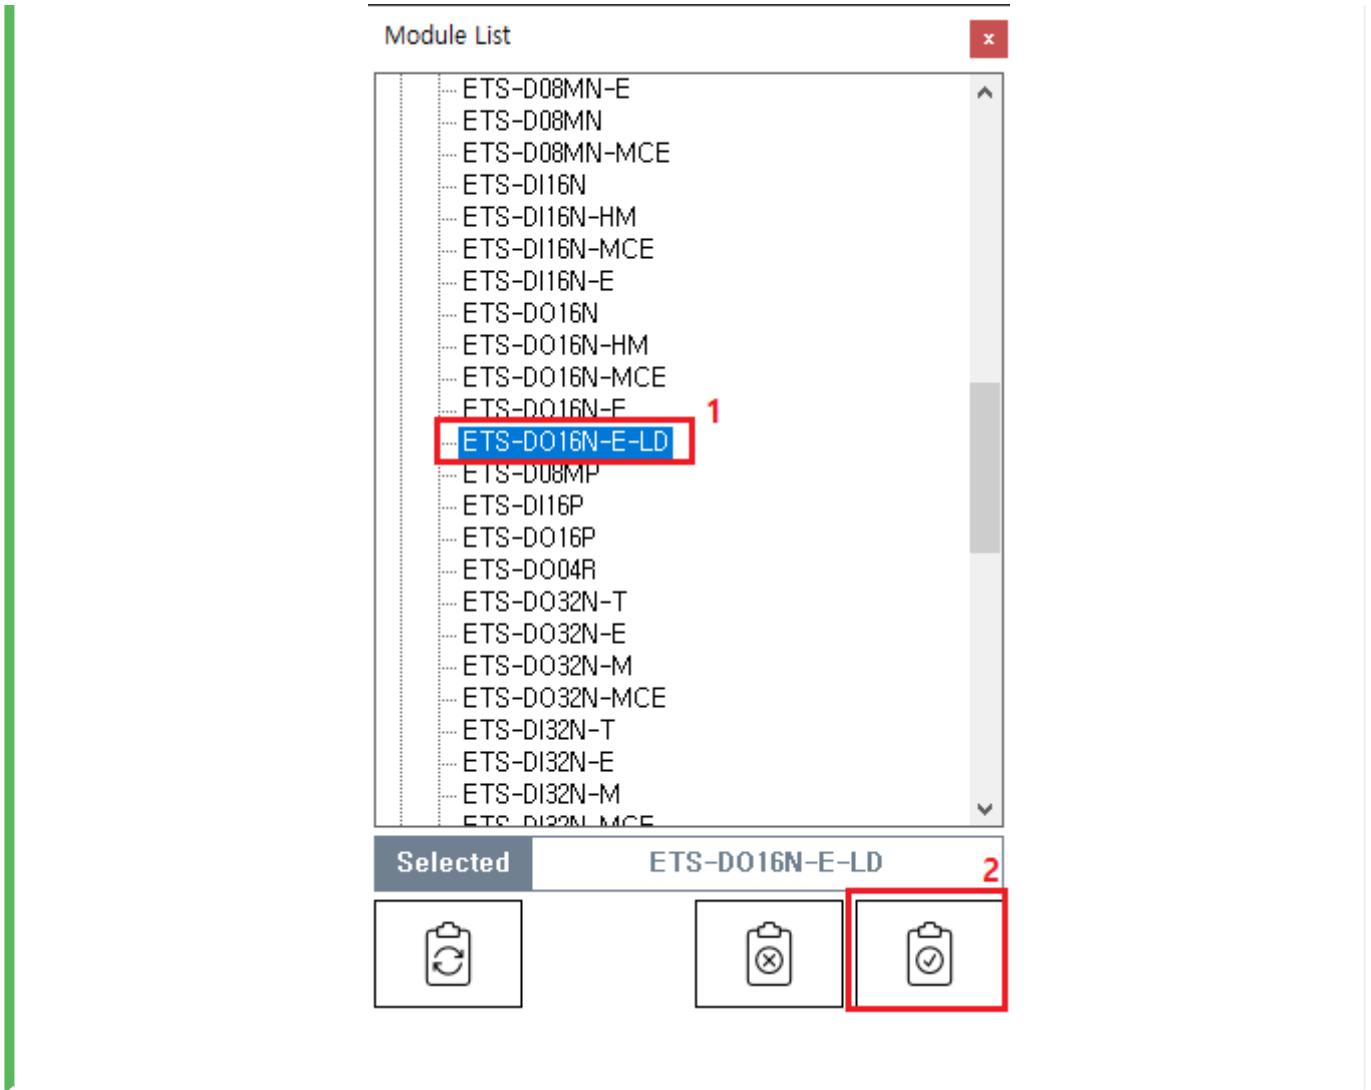 Module List
x
ETS-D08MN-E
ETS-D08MN
ETS-D08MN-MCE
ETS-DI16N
ETS-DI16N-HM
ETS-DI16N-MCE
ETS-DI16N-E
ETS-DO16N
ETS-DO16N-HM
ETS-DO16N-MCE
ETS-DO16N-E
1
ETS-DO16N-E-LD
ETS-D08MP
ETS-DI16P
ETS-DO16P
ETS-DO04R
ETS-DO32N-T
ETS-DO32N-E
ETS-DO32N-M
ETS-DO32N-MCE
ETS-DI32N-T
ETS-DI32N-E
ETS-DI32N-M
ETS-DI32N-MCE
Selected ETS-DO16N-E-LD
2